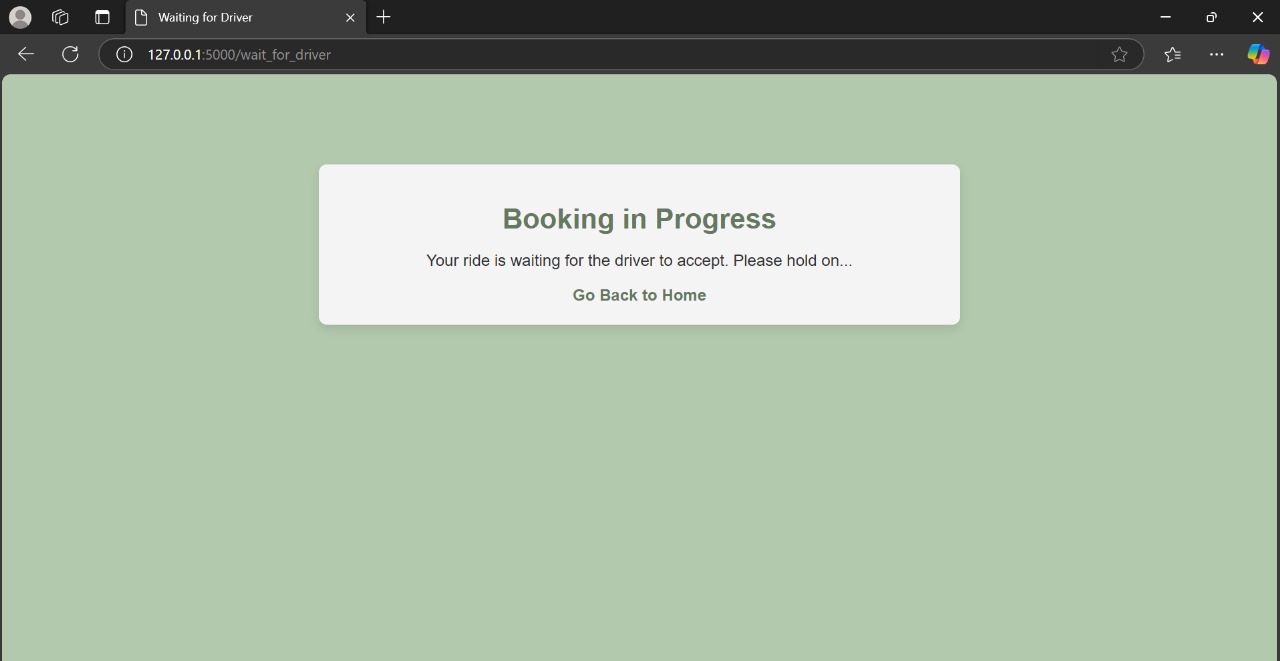 Waiting for Driver
127.0.0.1:5000/wait_for_driver
Booking in Progress
Your ride is waiting for the driver to accept. Please hold on...
Go Back to Home